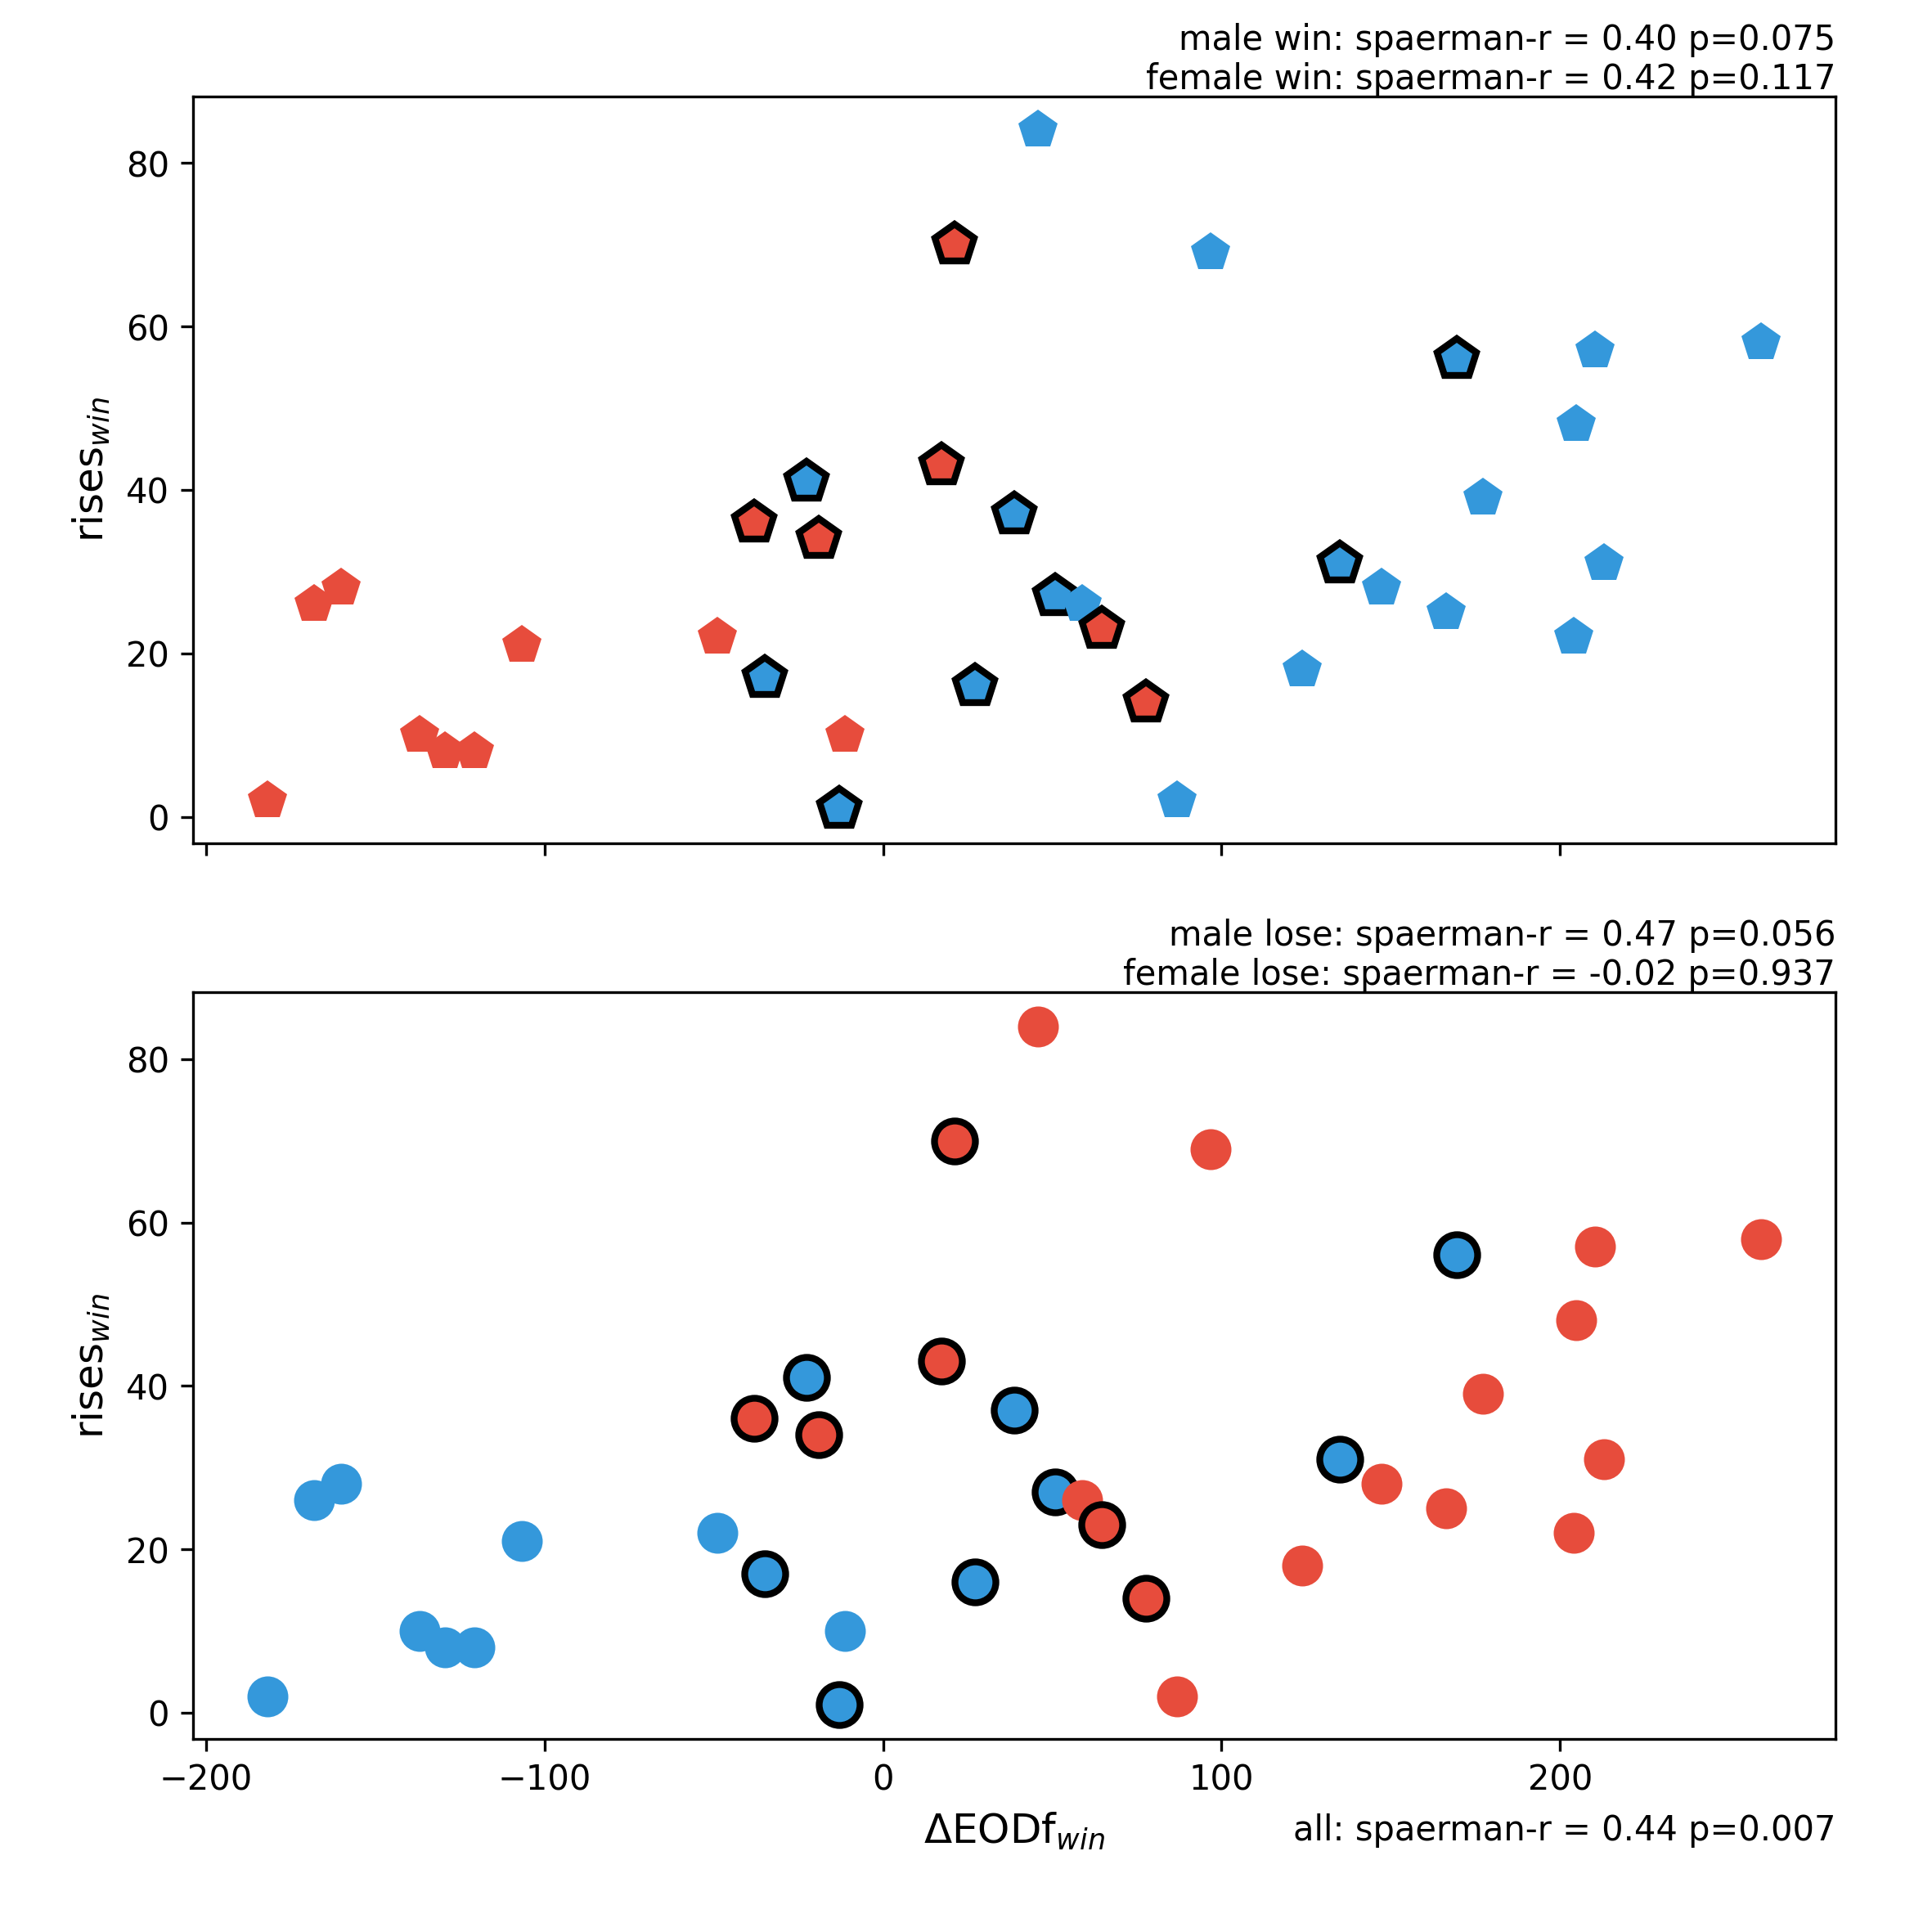 male win: spaerman-r = 0.40 p=0.075
female win: spaerman-r = 0.42 p=0.117
80
60
40
20
0
rises win
male lose: spaerman-r = 0.47 p=0.056
female lose: spaerman-r = -0.02 p=0.937
80
60
40
20
0
rises win
−200 −100 0 100 200
ΔEODf win
all: spaerman-r = 0.44 p=0.007